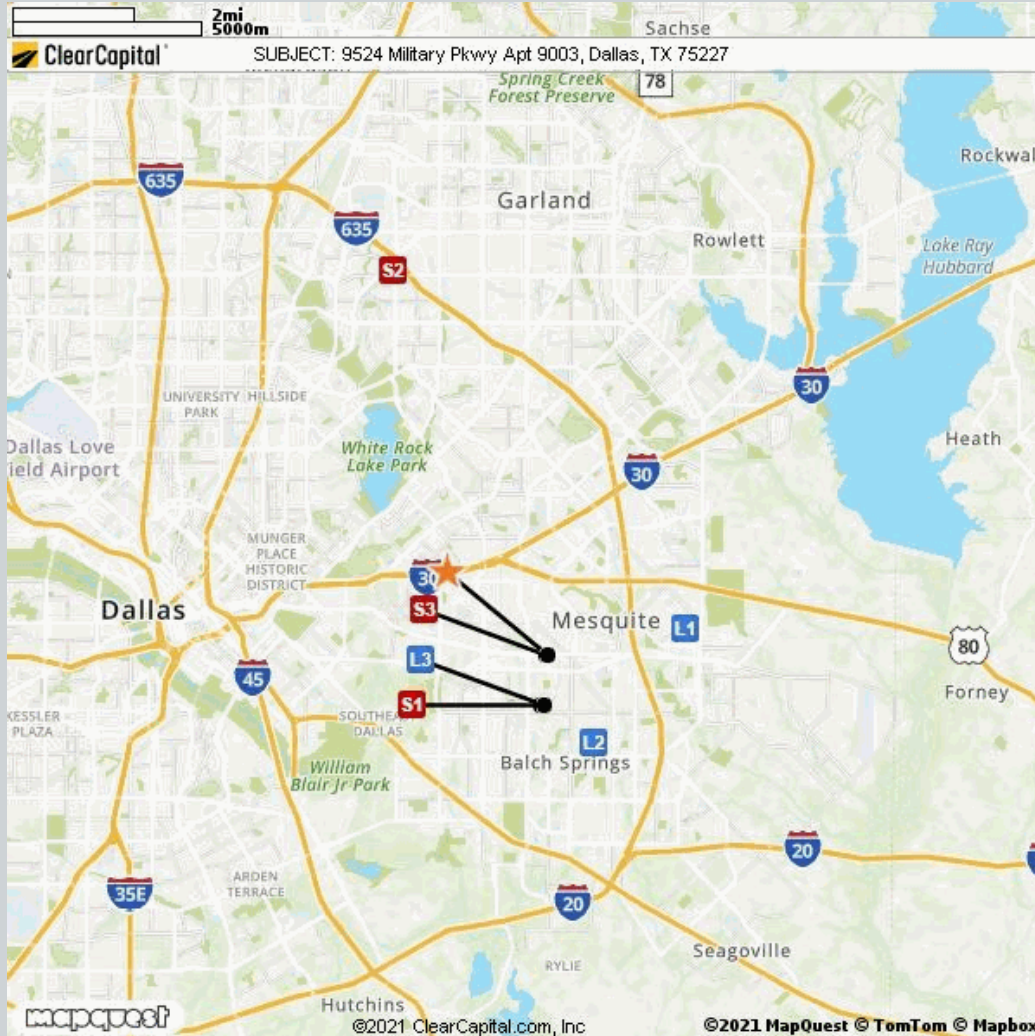 2mi
5000m
ClearCapital
SUBJECT: 9524 Military Pkwy Apt 9003, Dallas, TX 75227
Sachse
Spring Creek
Forest Preserve
78
Rockwal
635
Garland
635
Rowlett
Lake Ray
Hubbard
S2
30
UNIVERSITY
PARK
HILLSIDE
Dallas Love
ield Airport
White Rock
Lake Park
Heath
30
MUNGER
PLACE
HISTORIC
DISTRICT
30
Dallas
S3
Mesquite
L1
80
L3
45
Forney
KESSLER
PLAZA
S1
SOUTHEA
DALLAS
L2
Balch Springs
William
Blair Jr Park
20
35E
ARDEN
TERRACE
20
Seagoville
RYLIE
Hutchins
mapquest
©2021 ClearCapital.com, Inc
©2021 MapQuest © TomTom © Mapbo